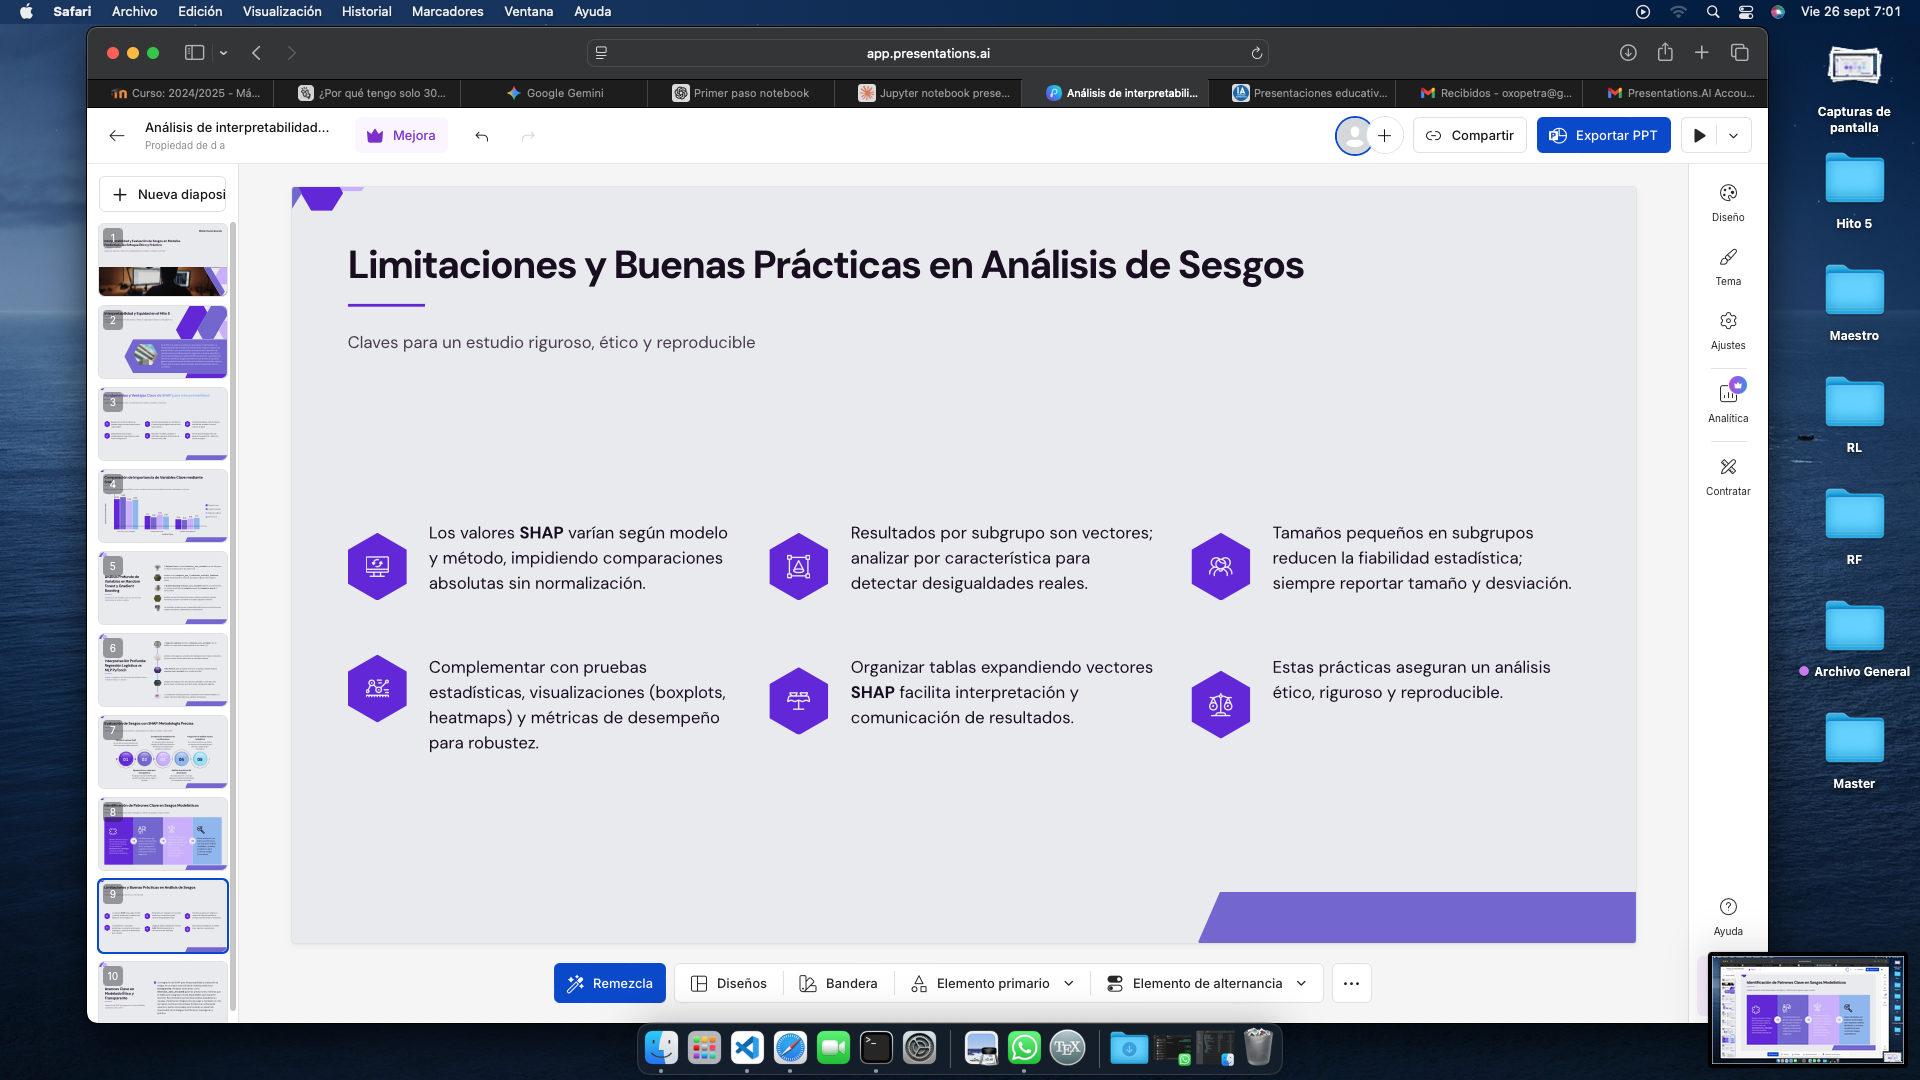 Safari Archivo Edición Visualización Historial Marcadores Ventana Ayuda Vie 26 sept 7:01
app.presentations.ai
Curso: 2024/2025 - Má... ¿Por qué tengo solo 30... Google Gemini Primer paso notebook Jupyter notebook prese... Análisis de interpretabili... Presentaciones educativ... Recibidos - oxopetra@g... Presentations.AI Accou...
Análisis de interpretabilidad...
Propiedad de d a
Mejora
Compartir
Exportar PPT
Nueva diaposi
1
2
3
4
5
6
7
8
9
10
Limitaciones y Buenas Prácticas en Análisis de Sesgos
Claves para un estudio riguroso, ético y reproducible
Los valores SHAP varían según modelo
y método, impidiendo comparaciones
absolutas sin normalización.
Resultados por subgrupo son vectores;
analizar por característica para
detectar desigualdades reales.
Tamaños pequeños en subgrupos
reducen la fiabilidad estadística;
siempre reportar tamaño y desviación.
Complementar con pruebas
estadísticas, visualizaciones (boxplots,
heatmaps) y métricas de desempeño
para robustez.
Organizar tablas expandiendo vectores
SHAP facilita interpretación y
comunicación de resultados.
Estas prácticas aseguran un análisis
ético, riguroso y reproducible.
Remezcla Diseños Bandera Elemento primario Elemento de alternancia
Diseño
Tema
Ajustes
Analítica
Contratar
Ayuda
Capturas de
pantalla
Hito 5
Maestro
RL
RF
Archivo General
Master